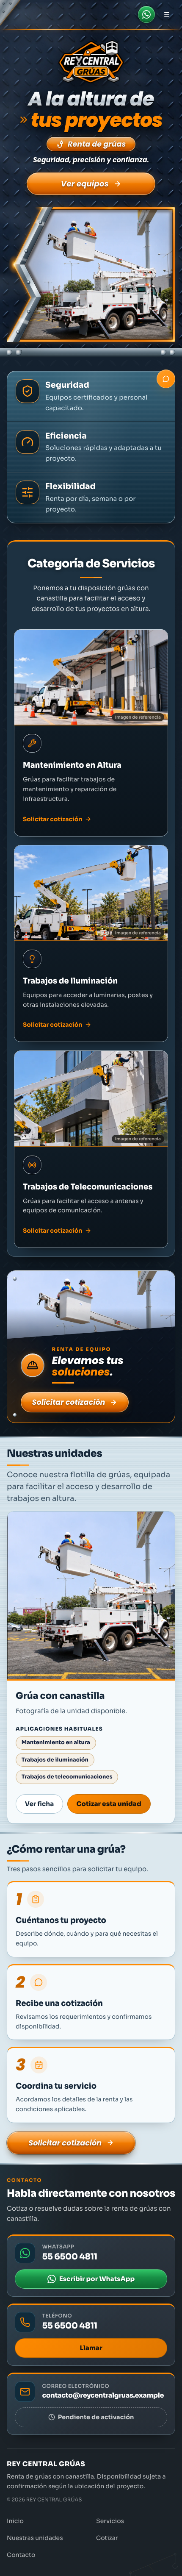 REY CENTRAL
GRÚAS
A la altura de
tus proyectos
Renta de grúas
Seguridad, precisión y confianza.
Ver equipos
Seguridad
Equipos certificados y personal
capacitado.
Eficiencia
Soluciones rápidas y adaptadas a tu
proyecto.
Flexibilidad
Renta por día, semana o por
proyecto.
Categoría de Servicios
Ponemos a tu disposición grúas con
canastilla para facilitar el acceso y
desarrollo de tus proyectos en altura.
Imagen de referencia
Mantenimiento en Altura
Grúas para facilitar trabajos de
mantenimiento y reparación de
infraestructura.
Solicitar cotización
Imagen de referencia
Trabajos de Iluminación
Equipos para acceder a luminarias, postes y
otras instalaciones elevadas.
Solicitar cotización
Imagen de referencia
Trabajos de Telecomunicaciones
Grúas para facilitar el acceso a antenas y
equipos de comunicación.
Solicitar cotización
RENTA DE EQUIPO
Elevamos tus
soluciones.
Solicitar cotización
Nuestras unidades
Conoce nuestra flotilla de grúas, equipada
para facilitar el acceso y desarrollo de
trabajos en altura.
Grúa con canastilla
Fotografía de la unidad disponible.
APLICACIONES HABITUALES
Mantenimiento en altura
Trabajos de iluminación
Trabajos de telecomunicaciones
Ver ficha
Cotizar esta unidad
¿Cómo rentar una grúa?
Tres pasos sencillos para solicitar tu equipo.
1
Cuéntanos tu proyecto
Describe dónde, cuándo y para qué necesitas el
equipo.
2
Recibe una cotización
Revisamos los requerimientos y confirmamos
disponibilidad.
3
Coordina tu servicio
Acordamos los detalles de la renta y las
condiciones aplicables.
Solicitar cotización
CONTACTO
Habla directamente con nosotros
Cotiza o resuelve dudas sobre la renta de grúas con
canastilla.
WHATSAPP
55 6500 4811
Escribir por WhatsApp
TELÉFONO
55 6500 4811
Llamar
CORREO ELECTRÓNICO
contacto@reycentralgruas.example
Pendiente de activación
REY CENTRAL GRÚAS
Renta de grúas con canastilla. Disponibilidad sujeta a
confirmación según la ubicación del proyecto.
© 2026 REY CENTRAL GRÚAS
Inicio
Servicios
Nuestras unidades
Cotizar
Contacto